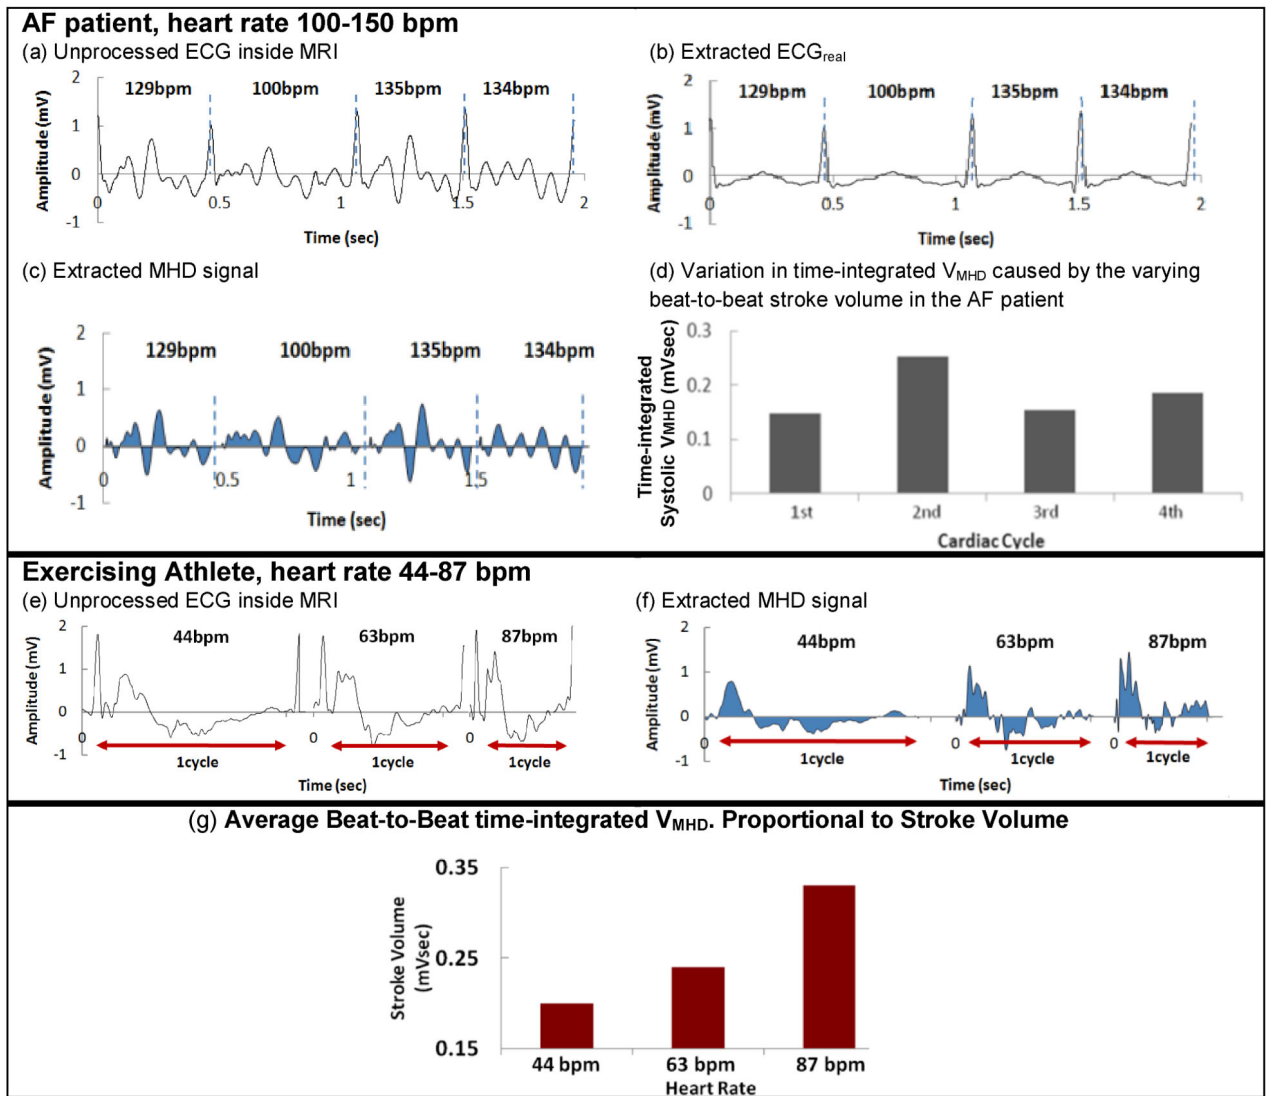 AF patient, heart rate 100-150 bpm
(a) Unprocessed ECG inside MRI
2
1
0
-1
Amplitude (mV)
129bpm
100bpm
135bpm
134bpm
0
0.5
1
1.5
2
Time (sec)
(b) Extracted ECGreal
2
1
0
-1
Amplitude (mV)
129bpm
100bpm
135bpm
134bpm
0
0.5
1
1.5
2
Time (sec)
(c) Extracted MHD signal
2
1
0
-1
Amplitude (mV)
129bpm
100bpm
135bpm
134bpm
0
0.5
1
1.5
Time (sec)
(d) Variation in time-integrated VMHD caused by the varying
beat-to-beat stroke volume in the AF patient
Time-integrated
Systolic VMHD (mVsec)
0.3
0.2
0.1
0
1st
2nd
3rd
4th
Cardiac Cycle
Exercising Athlete, heart rate 44-87 bpm
(e) Unprocessed ECG inside MRI
2
1
0
-1
Amplitude (mV)
44bpm
63bpm
87bpm
0
0
0
1cycle
1cycle
1cycle
Time (sec)
(f) Extracted MHD signal
2
1
0
-1
Amplitude (mV)
44bpm
63bpm
87bpm
0
0
0
1cycle
1cycle
1cycle
Time (sec)
(g) Average Beat-to-Beat time-integrated VMHD. Proportional to Stroke Volume
Stroke Volume
(mVsec)
0.35
0.25
0.15
44 bpm
63 bpm
87 bpm
Heart Rate